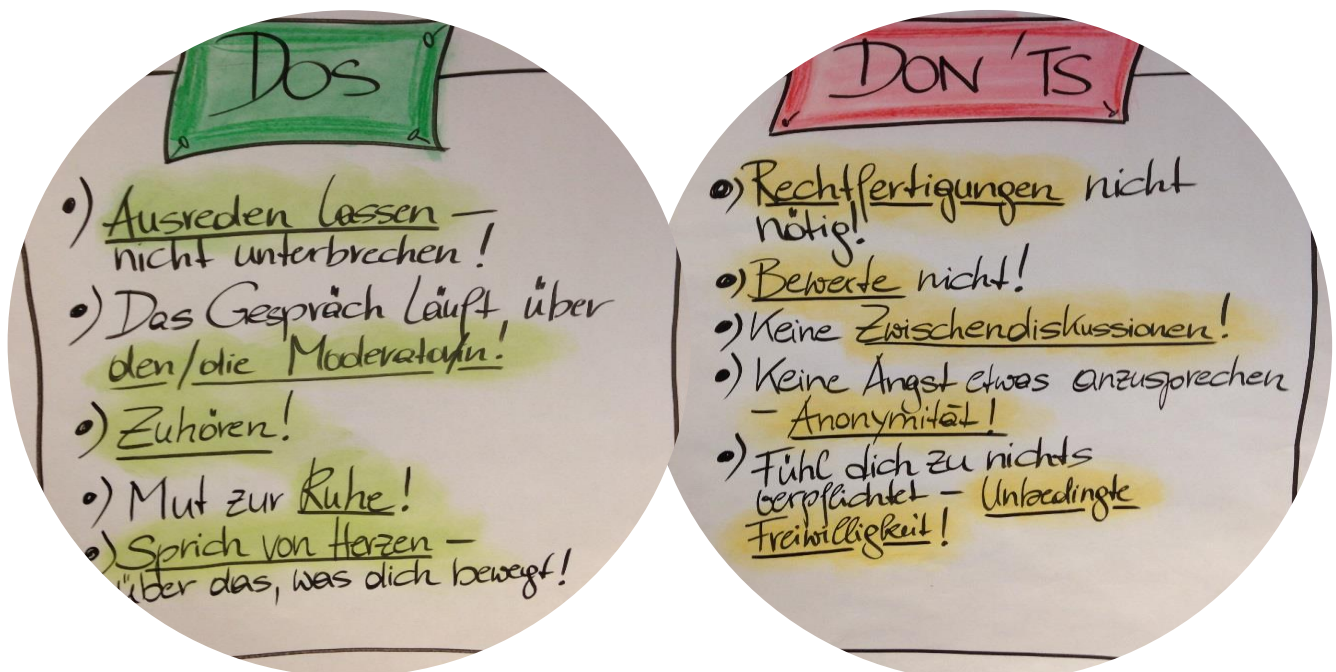 DOS
•) Ausreden lassen –
nicht unterbrechen!
•) Das Gespräch läuft über
den/die Moderator/in!
•) Zuhören!
•) Mut zur Ruhe!
•) Sprich von Herzen –
über das, was dich bewegt!
DON'TS
•) Rechtfertigungen nicht
nötig!
•) Bewerte nicht!
•) Keine Zwischendiskussionen!
•) Keine Angst etwas anzusprechen
– Anonymität!
•) Fühl dich zu nichts
verpflichtet – Unbedingte
Freiwilligkeit!